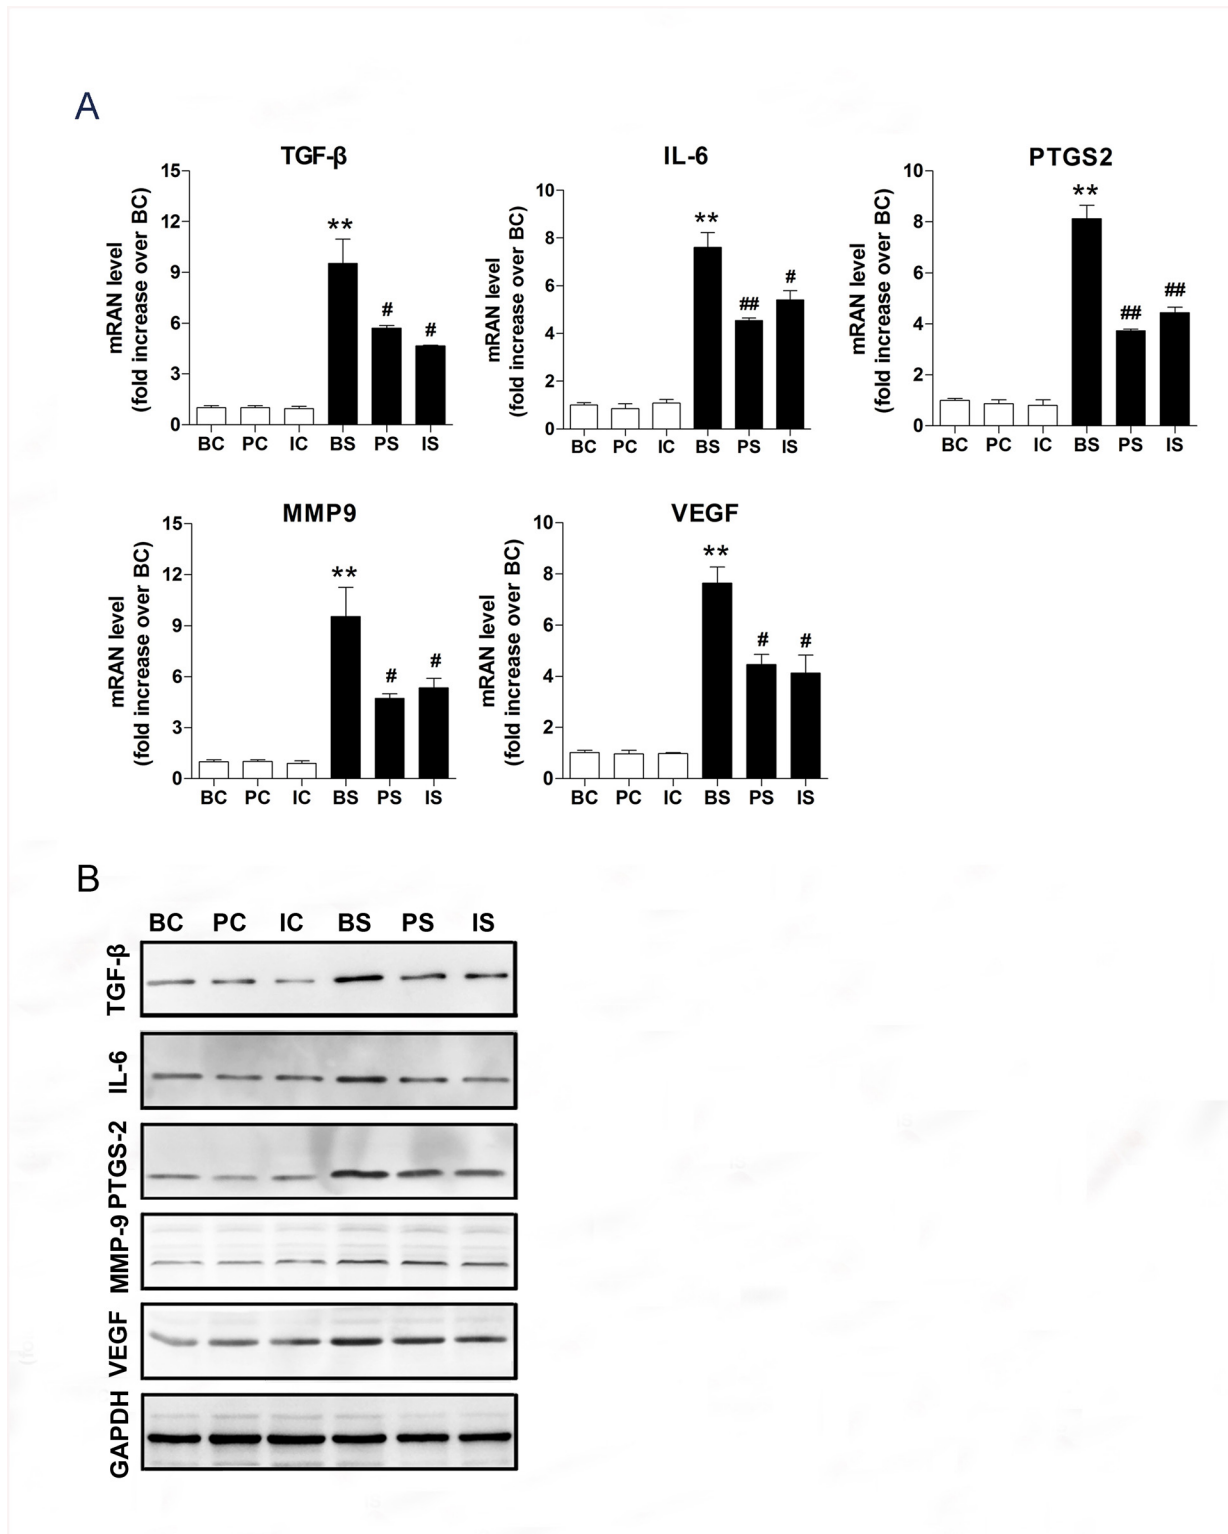 A
TGF-β
mRAN level
(fold increase over BC)
15
12
9
6
3
0
**
#
#
BC PC IC BS PS IS
IL-6
mRAN level
(fold increase over BC)
10
8
6
4
2
0
**
##
#
BC PC IC BS PS IS
PTGS2
mRAN level
(fold increase over BC)
10
8
6
4
2
0
**
##
##
BC PC IC BS PS IS
MMP9
mRAN level
(fold increase over BC)
15
12
9
6
3
0
**
#
#
BC PC IC BS PS IS
VEGF
mRAN level
(fold increase over BC)
10
8
6
4
2
0
**
#
#
BC PC IC BS PS IS
B
BC PC IC BS PS IS
TGF-β
IL-6
PTGS-2
MMP-9
VEGF
GAPDH